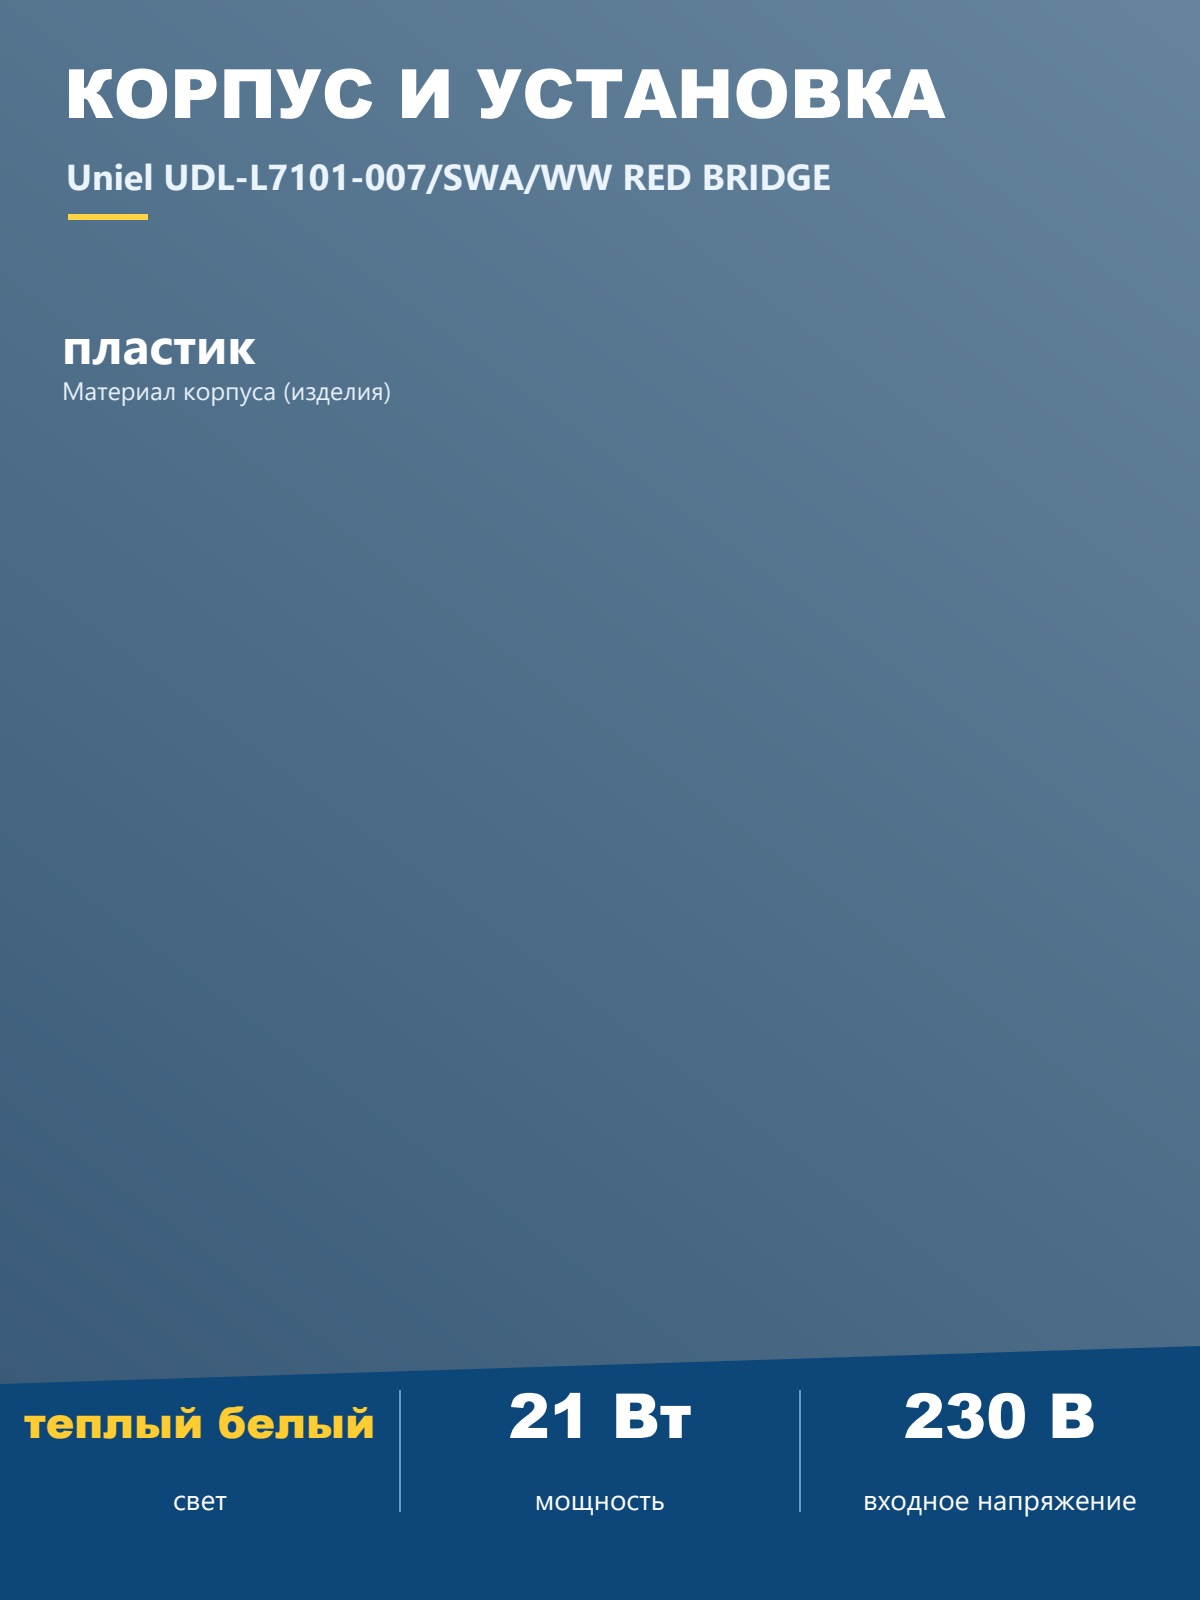 КОРПУС И УСТАНОВКА
Uniel UDL-L7101-007/SWA/WW RED BRIDGE
пластик
Материал корпуса (изделия)
теплый белый
свет
21 Вт
мощность
230 В
входное напряжение